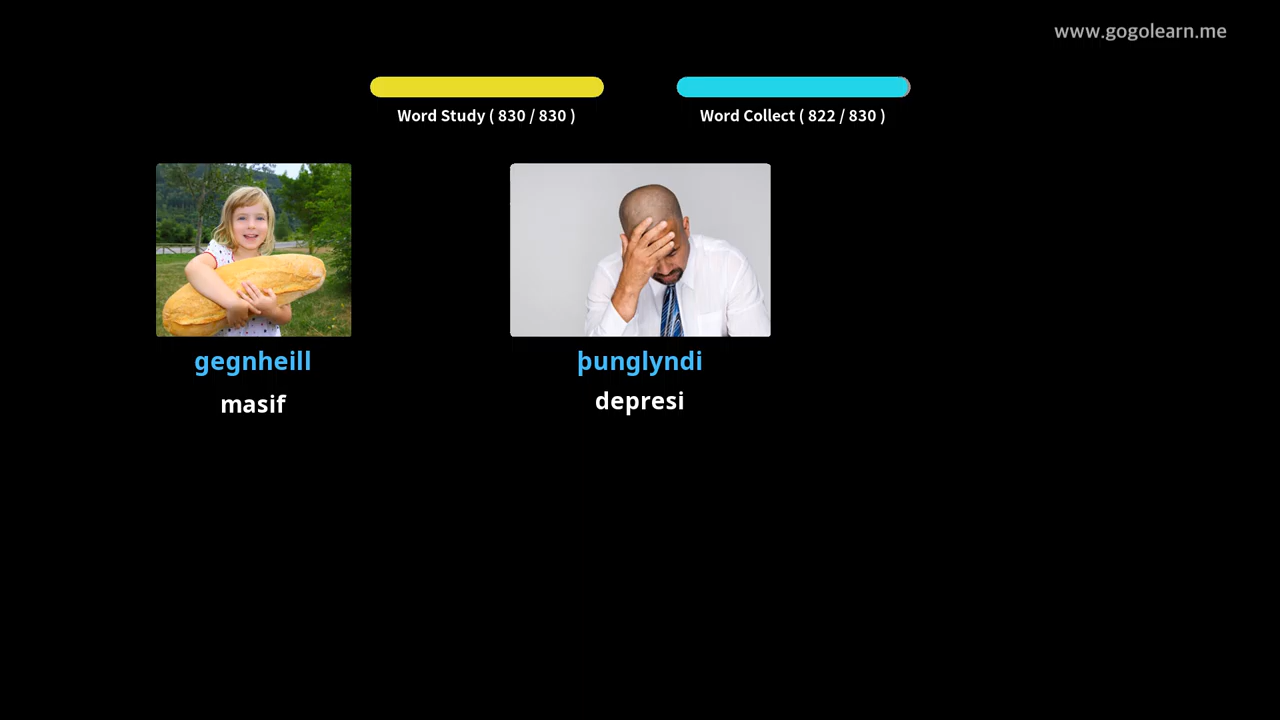 www.gogolearn.me
Word Study ( 830 / 830 )
Word Collect ( 822 / 830 )
gegnheill
masif
þunglyndi
depresi